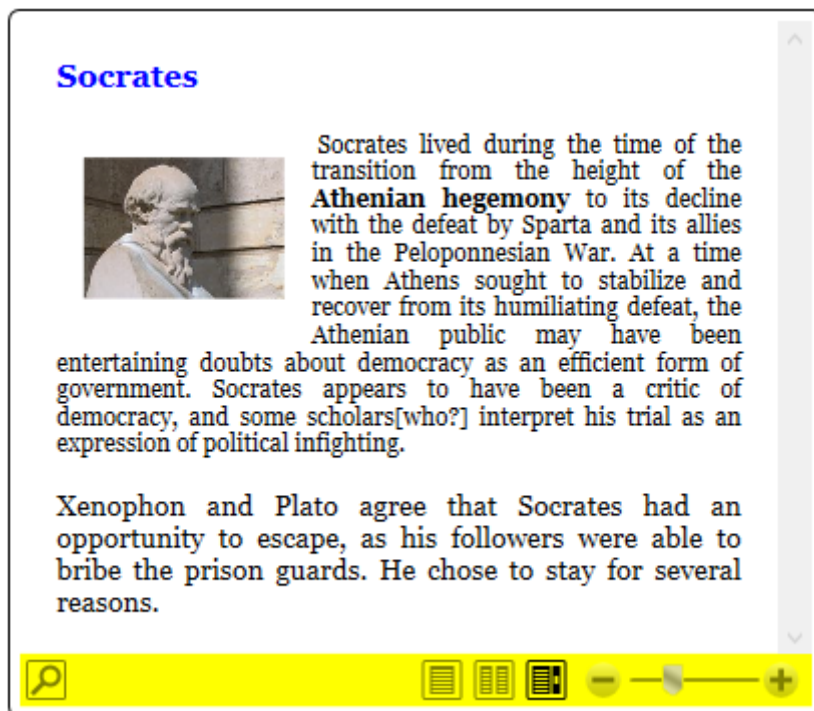 Socrates
Socrates lived during the time of the
transition from the height of the
Athenian hegemony to its decline
with the defeat by Sparta and its allies
in the Peloponnesian War. At a time
when Athens sought to stabilize and
recover from its humiliating defeat, the
Athenian public may have been
entertaining doubts about democracy as an efficient form of
government. Socrates appears to have been a critic of
democracy, and some scholars[who?] interpret his trial as an
expression of political infighting.
Xenophon and Plato agree that Socrates had an
opportunity to escape, as his followers were able to
bribe the prison guards. He chose to stay for several
reasons.